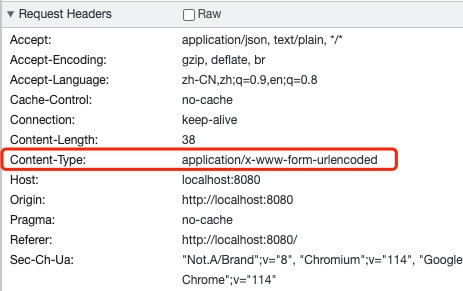 Request Headers Raw
Accept: application/json, text/plain, */*
Accept-Encoding: gzip, deflate, br
Accept-Language: zh-CN,zh;q=0.9,en;q=0.8
Cache-Control: no-cache
Connection: keep-alive
Content-Length: 38
Content-Type: application/x-www-form-urlencoded
Host: localhost:8080
Origin: http://localhost:8080
Pragma: no-cache
Referer: http://localhost:8080/
Sec-Ch-Ua: "Not.A/Brand";v="8", "Chromium";v="114", "Google
Chrome";v="114"